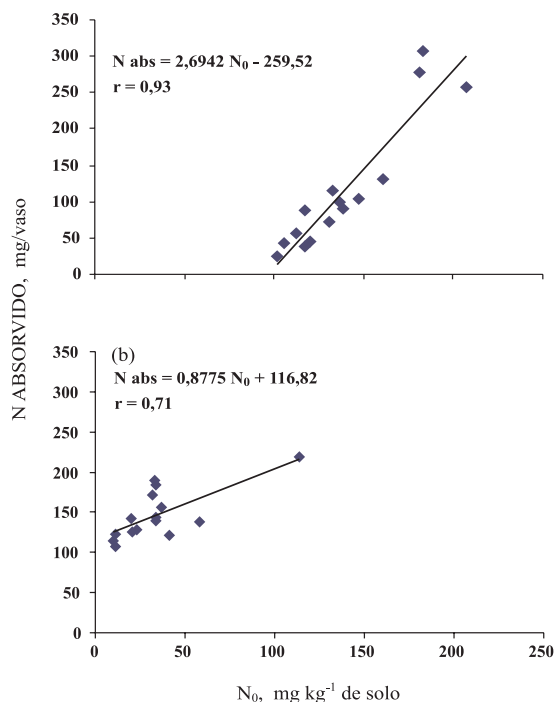 350
300
250
200
150
100
50
0
N abs = 2,6942 N₀ - 259,52
r = 0,93
N ABSORVIDO, mg/vaso
350
300
250
200
150
100
50
0
(b)
N abs = 0,8775 N₀ + 116,82
r = 0,71
0 50 100 150 200 250
N₀, mg kg⁻¹ de solo